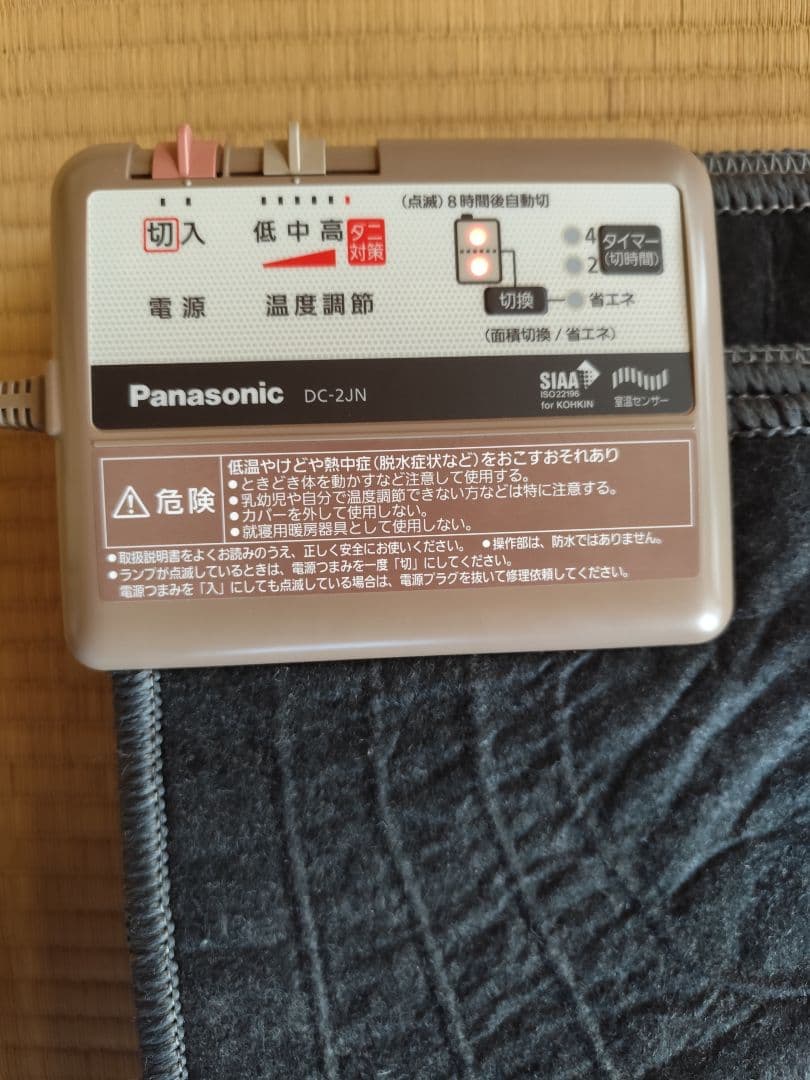 (点滅)8時間後自動切
切入
低中高 ダニ対策
4 タイマー
2 (切時間)
切換 省エネ
電源 温度調節
(面積切換/省エネ)
Panasonic DC-2JN
SIAA
ISO22196
for KOHKIN
室温センサー
危険
低温やけどや熱中症(脱水症状など)をおこすおそれあり
●ときどき体を動かすなど注意して使用する。
●乳幼児や自分で温度調節できない方などは特に注意する。
●カバーを外して使用しない。
●就寝用暖房器具として使用しない。
●取扱説明書をよくお読みのうえ、正しく安全にお使いください。 ●操作部は、防水ではありません。
●ランプが点滅しているときは、電源つまみを一度「切」にしてください。
電源つまみを「入」にしても点滅している場合は、電源プラグを抜いて修理依頼してください。